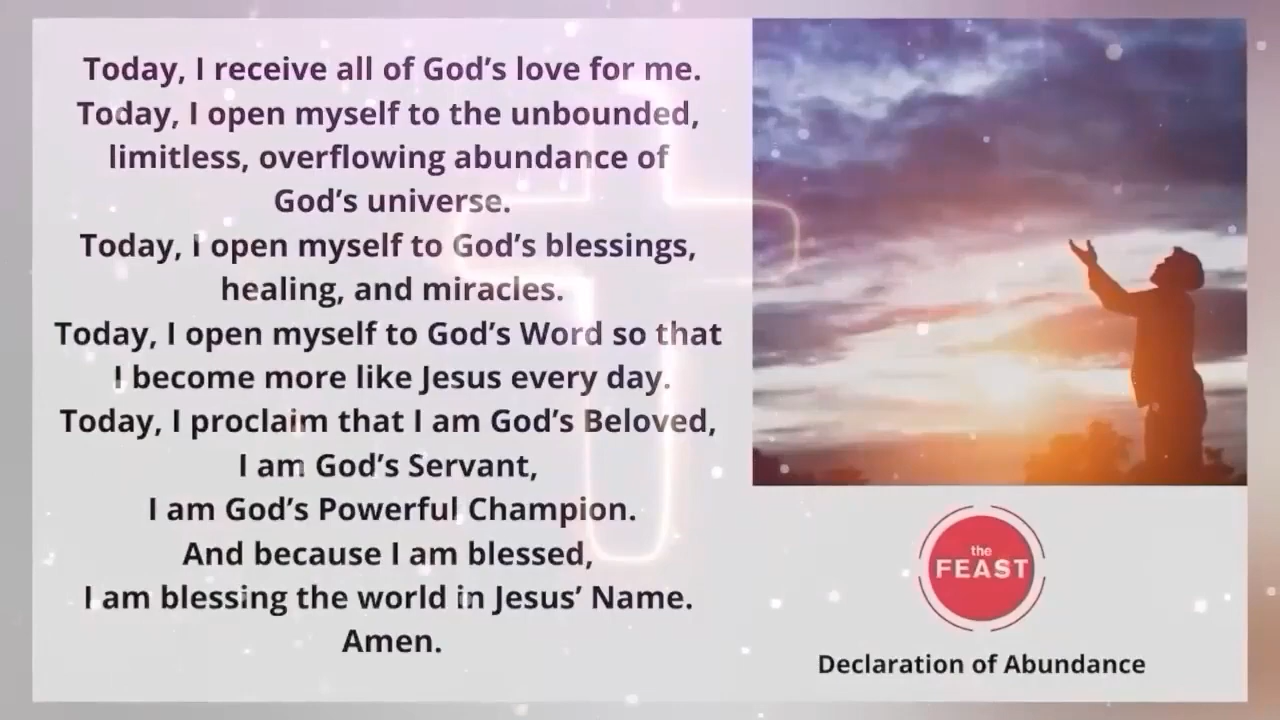 Today, I receive all of God’s love for me.
Today, I open myself to the unbounded,
limitless, overflowing abundance of
God’s universe.
Today, I open myself to God’s blessings,
healing, and miracles.
Today, I open myself to God’s Word so that
I become more like Jesus every day.
Today, I proclaim that I am God’s Beloved,
I am God’s Servant,
I am God’s Powerful Champion.
And because I am blessed,
I am blessing the world in Jesus’ Name.
Amen.
the
FEAST
Declaration of Abundance